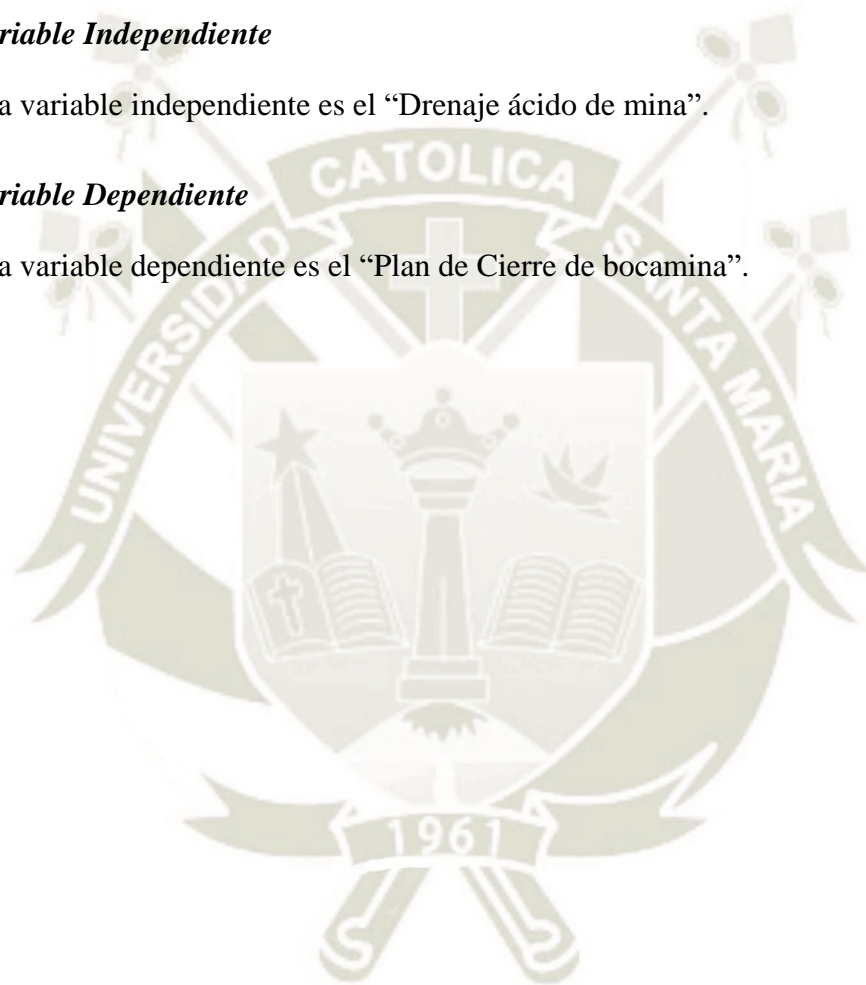 riable Independiente
a variable independiente es el “Drenaje ácido de mina”.
riable Dependiente
a variable dependiente es el “Plan de Cierre de bocamina”.
UNIVERSIDAD CATOLICA SANTA MARIA
1961